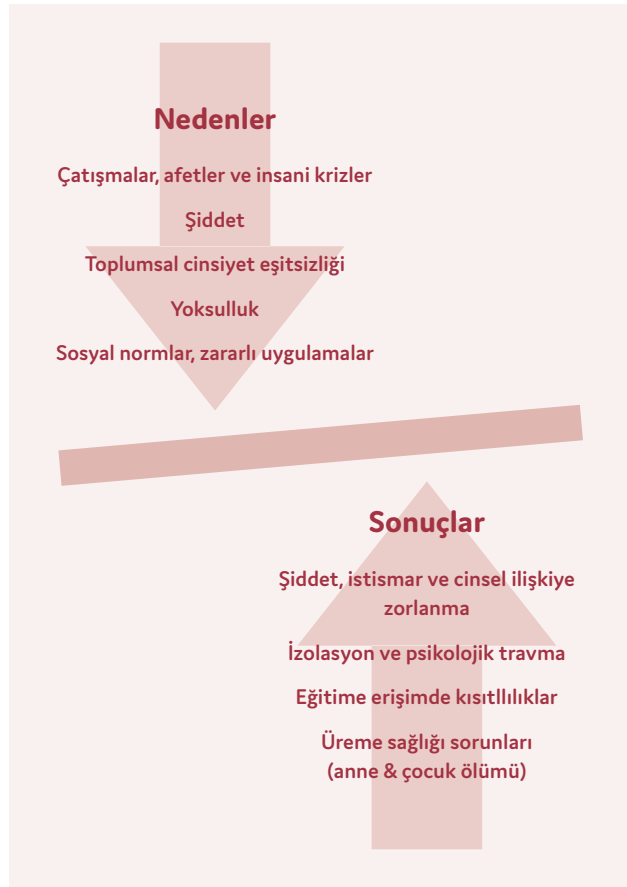 Nedenler
Çatışmalar, afetler ve insani krizler
Şiddet
Toplumsal cinsiyet eşitsizliği
Yoksulluk
Sosyal normlar, zararlı uygulamalar
Sonuçlar
Şiddet, istismar ve cinsel ilişkiye
zorlanma
İzolasyon ve psikolojik travma
Eğitime erişimde kısıtllılıklar
Üreme sağlığı sorunları
(anne & çocuk ölümü)